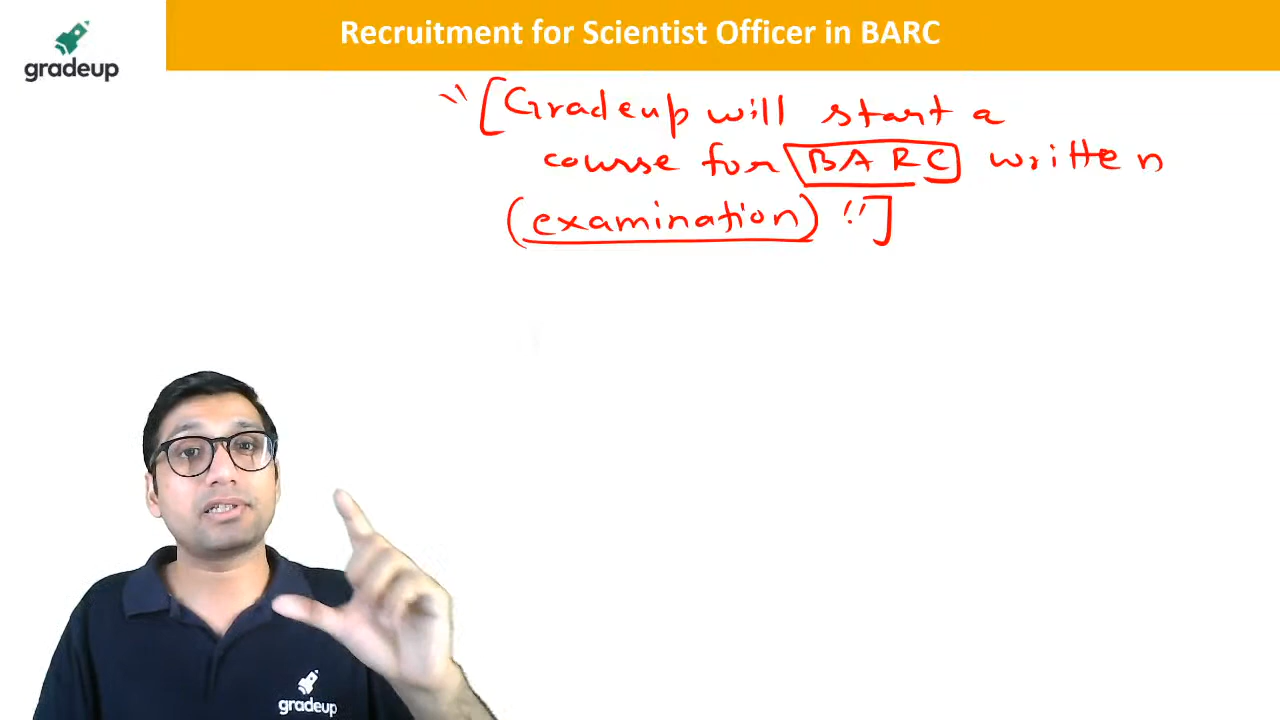 Recruitment for Scientist Officer in BARC
gradeup
"[Gradeup will start a
course for BARC written
(examination) !!]
gradeup